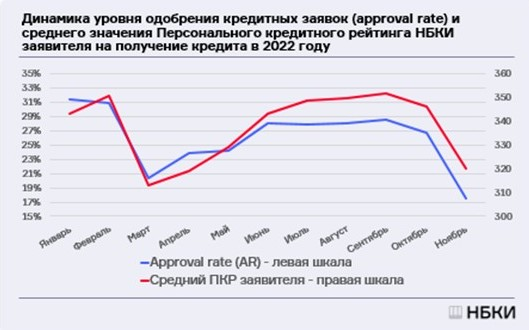 Динамика уровня одобрения кредитных заявок (approval rate) и
среднего значения Персонального кредитного рейтинга НБКИ
заявителя на получение кредита в 2022 году
35%
33%
31%
29%
27%
25%
23%
21%
19%
17%
15%
360
350
340
330
320
310
300
Январь
Февраль
Март
Апрель
Май
Июнь
Июль
Август
Сентябрь
Октябрь
Ноябрь
Approval rate (AR) - левая шкала
Средний ПКР заявителя - правая шкала
НБКИ